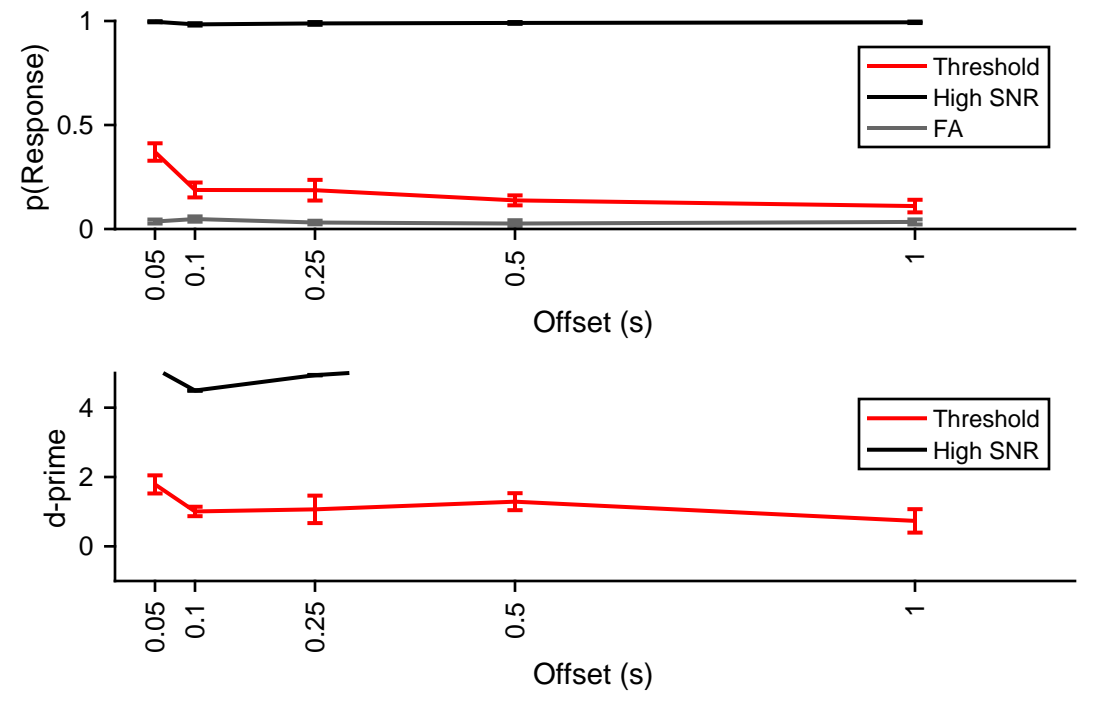 p(Response)
1
0.5
0
Threshold
High SNR
FA
0.05
0.1
0.25
0.5
1
Offset (s)
d-prime
4
2
0
Threshold
High SNR
0.05
0.1
0.25
0.5
1
Offset (s)